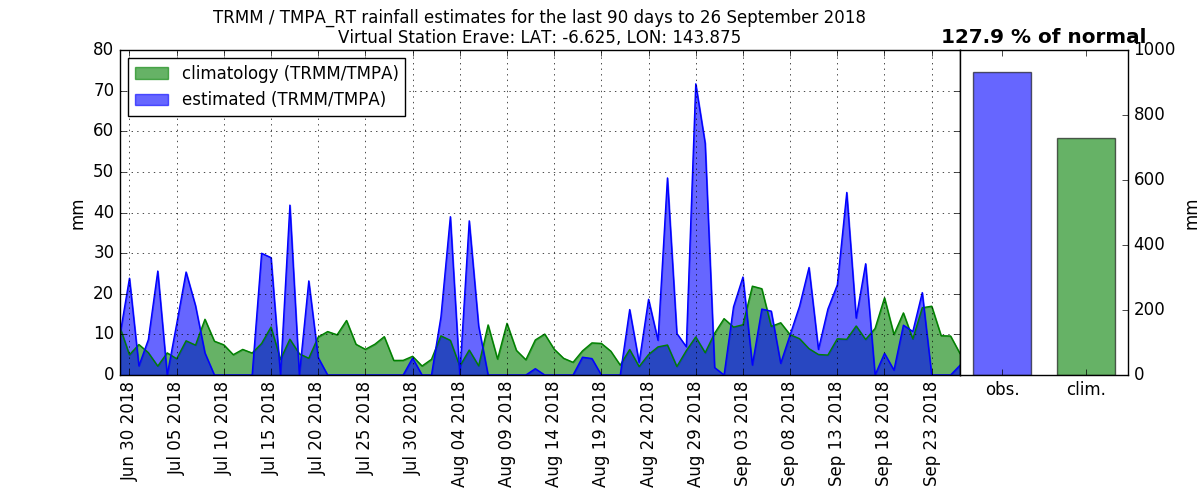 TRMM / TMPA_RT rainfall estimates for the last 90 days to 26 September 2018
Virtual Station Erave: LAT: -6.625, LON: 143.875
127.9 % of normal
climatology (TRMM/TMPA)
estimated (TRMM/TMPA)
80
70
60
50
40
30
20
10
0
mm
Jun 30 2018
Jul 05 2018
Jul 10 2018
Jul 15 2018
Jul 20 2018
Jul 25 2018
Jul 30 2018
Aug 04 2018
Aug 09 2018
Aug 14 2018
Aug 19 2018
Aug 24 2018
Aug 29 2018
Sep 03 2018
Sep 08 2018
Sep 13 2018
Sep 18 2018
Sep 23 2018
obs.
clim.
1000
800
600
400
200
0
mm